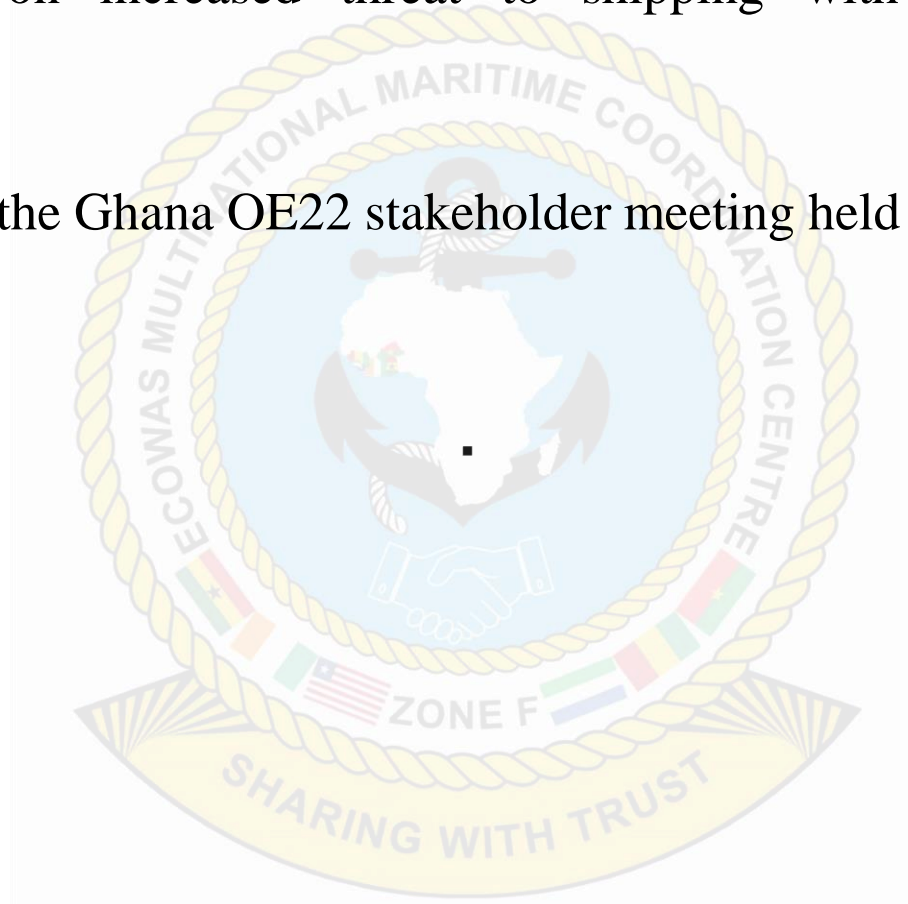 on increased threat to shipping with
the Ghana OE22 stakeholder meeting held
ECOWAS MULTINATIONAL MARITIME COORDINATION CENTRE
ZONE F
SHARING WITH TRUST